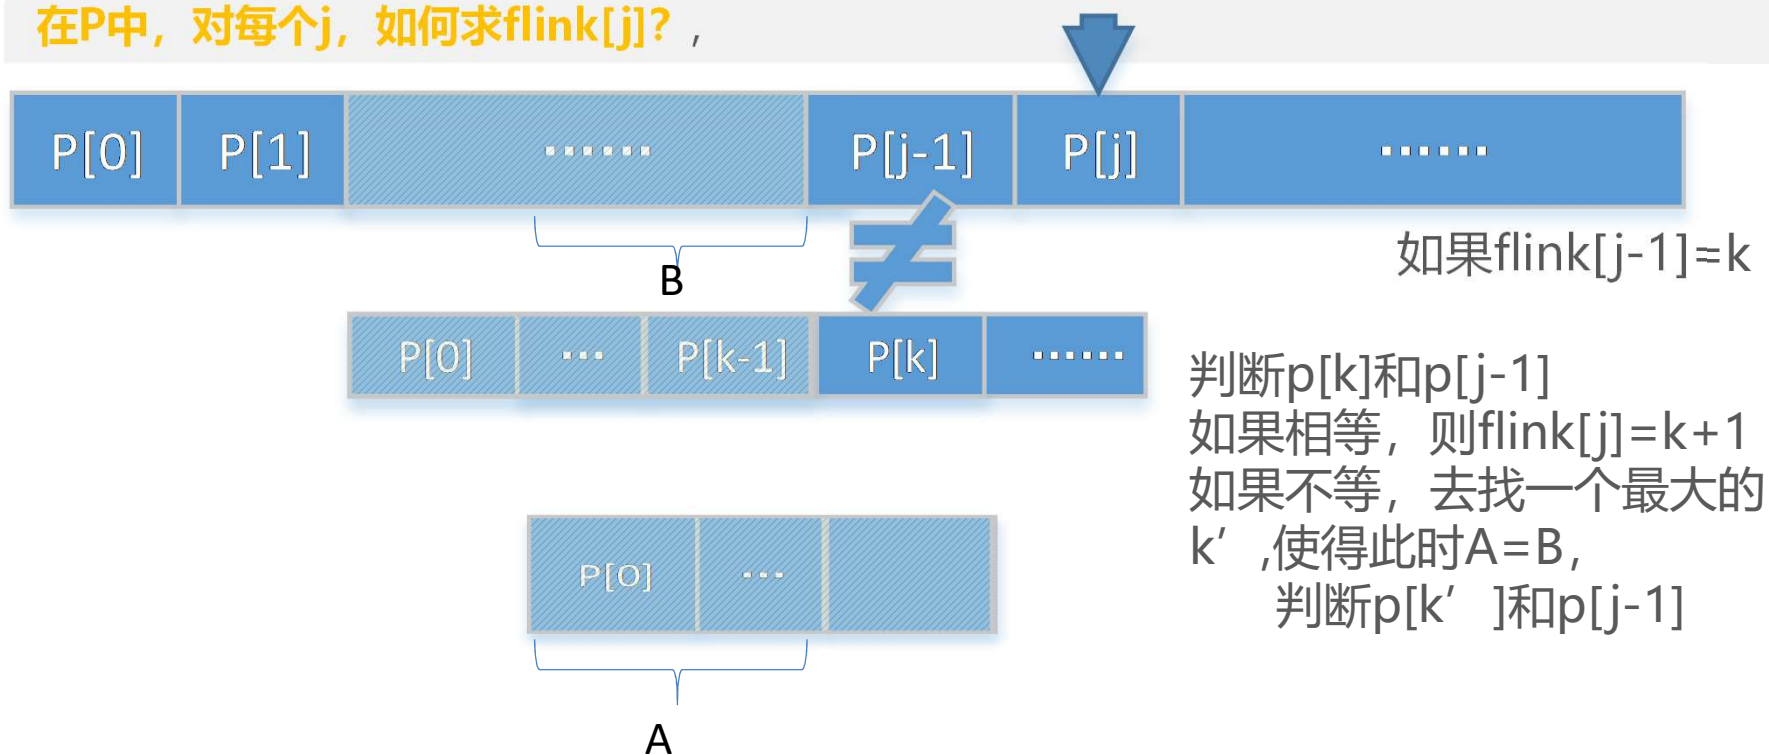 在P中，对每个j，如何求flink[j]？,
P[0] P[1] ...... P[j-1] P[j] ......
B
如果flink[j-1]=k
P[0] ... P[k-1] P[k] ......
判断p[k]和p[j-1]
如果相等，则flink[j]=k+1
如果不等，去找一个最大的
k′,使得此时A=B,
判断p[k′ ]和p[j-1]
P[0] ...
A